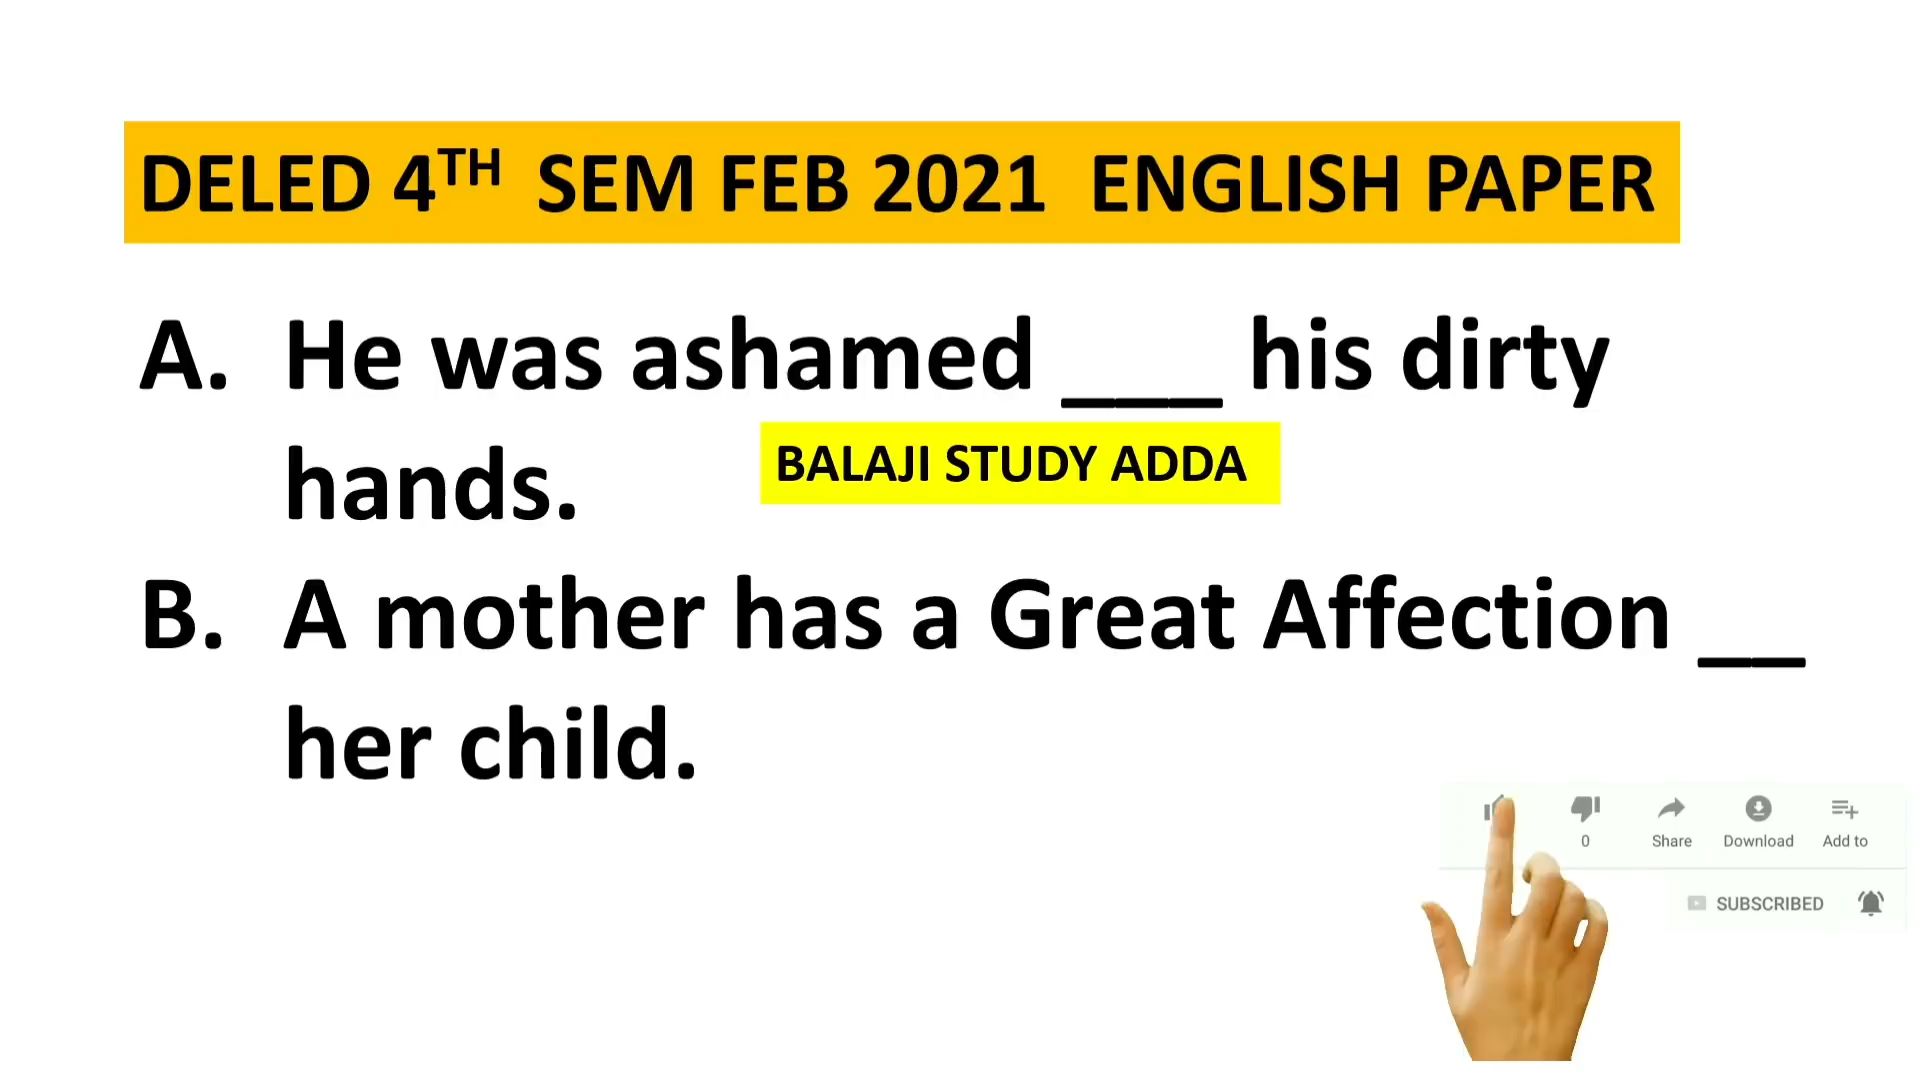 DELED 4TH SEM FEB 2021 ENGLISH PAPER
A. He was ashamed ___ his dirty
hands.
BALAJI STUDY ADDA
B. A mother has a Great Affection __
her child.
0 Share Download Add to
SUBSCRIBED